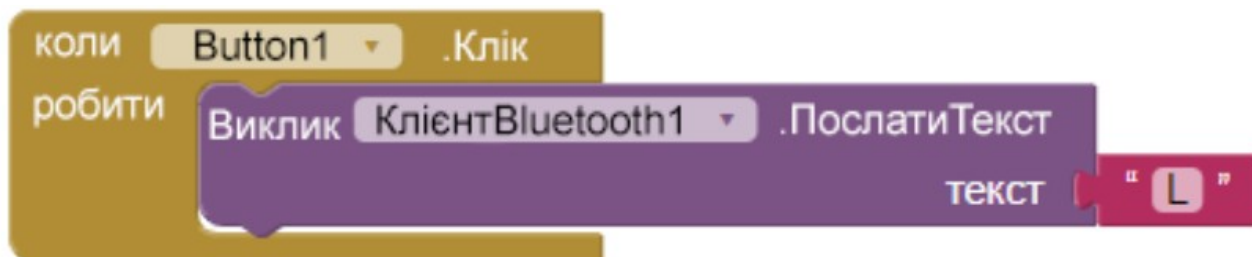 коли Button1 .Клік
робити Виклик КлієнтBluetooth1 .ПослатиТекст
текст “ L ”